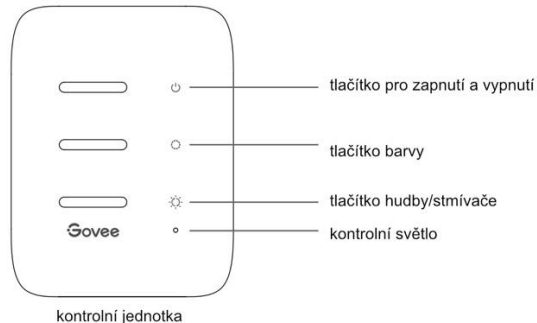 tlačítko pro zapnutí a vypnutí
tlačítko barvy
tlačítko hudby/stmívače
Govee
kontrolní světlo
kontrolní jednotka